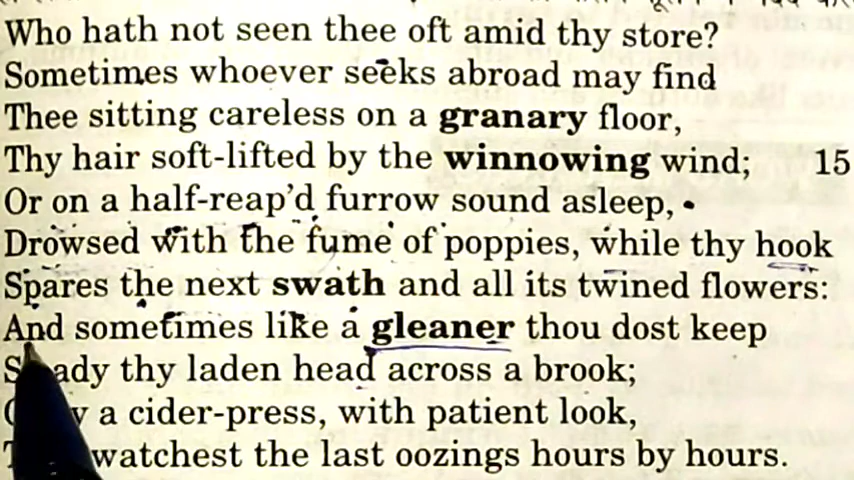 Who hath not seen thee oft amid thy store?
Sometimes whoever seeks abroad may find
Thee sitting careless on a granary floor,
Thy hair soft-lifted by the winnowing wind; 15
Or on a half-reap'd furrow sound asleep,
Drowsed with the fume of poppies, while thy hook
Spares the next swath and all its twined flowers:
And sometimes like a gleaner thou dost keep
thy laden head across a brook;
a cider-press, with patient look,
watchest the last oozings hours by hours.